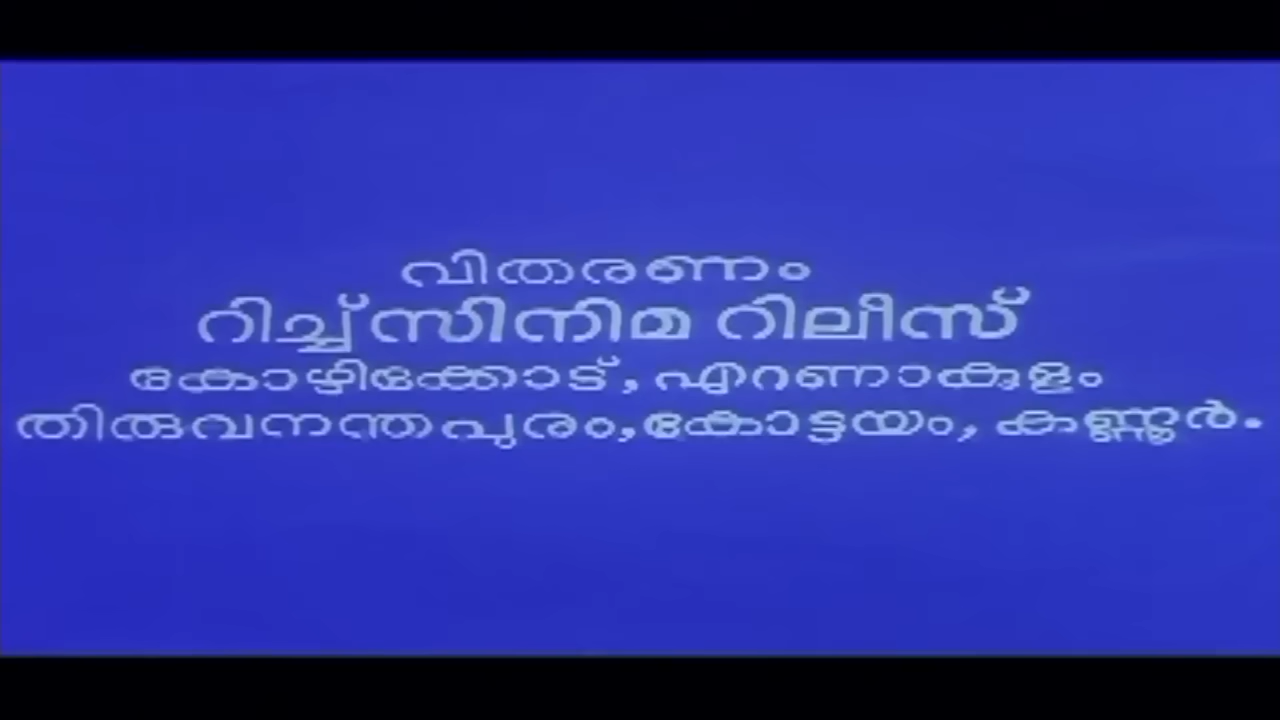 വിതരണം
റിച്ച് സിനിമ റിലീസ്
കോഴിക്കോട്, എറണാകുളം
തിരുവനന്തപുരം, കോട്ടയം, കണ്ണൂർ.